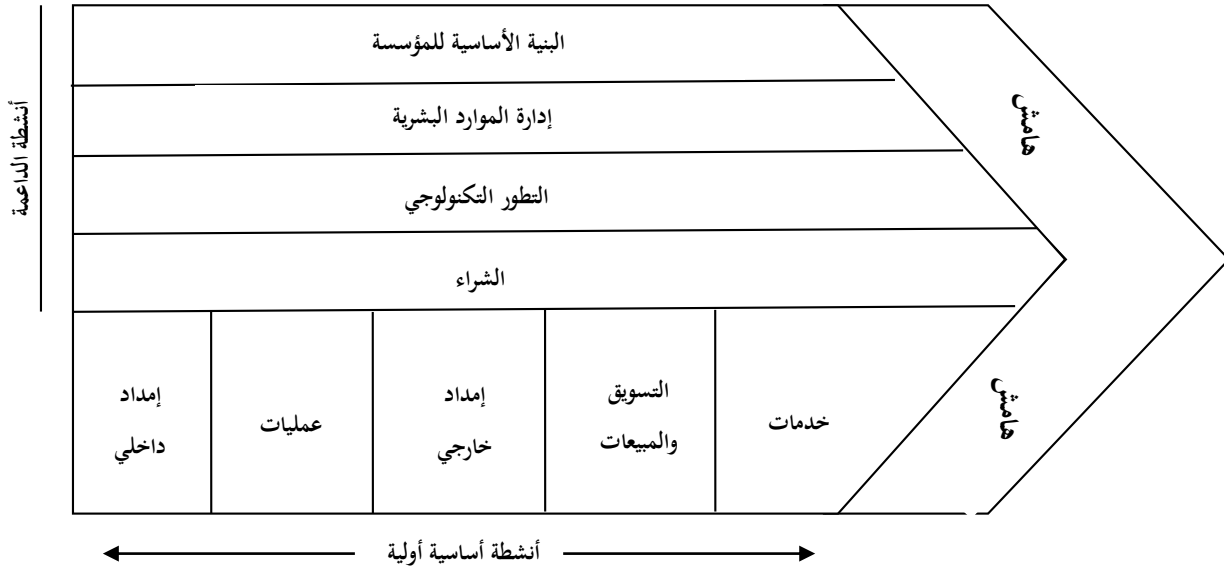 البنية الأساسية للمؤسسة
إدارة الموارد البشرية
التطور التكنولوجي
الشراء
أنشطة الداعمة
هامش
هامش
إمداد
داخلي
عمليات
إمداد
خارجي
التسويق
والمبيعات
خدمات
أنشطة أساسية أولية